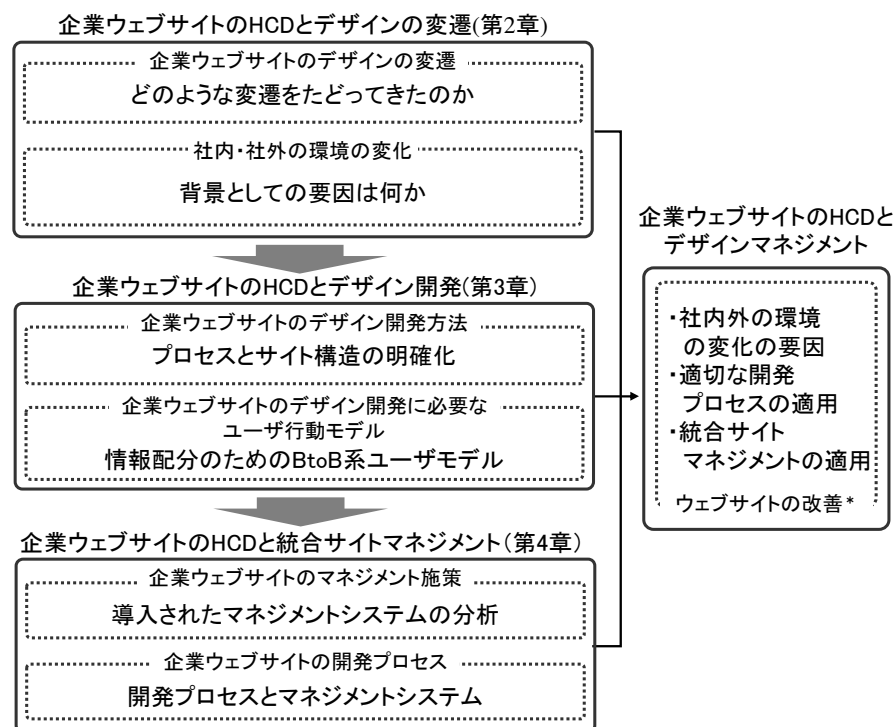 企業ウェブサイトのHCDとデザインの変遷(第2章)
企業ウェブサイトのデザインの変遷
どのような変遷をたどってきたのか
社内・社外の環境の変化
背景としての要因は何か
企業ウェブサイトのHCDとデザイン開発(第3章)
企業ウェブサイトのデザイン開発方法
プロセスとサイト構造の明確化
企業ウェブサイトのデザイン開発に必要な
ユーザ行動モデル
情報配分のためのBtoB系ユーザモデル
企業ウェブサイトのHCDと統合サイトマネジメント(第4章)
企業ウェブサイトのマネジメント施策
導入されたマネジメントシステムの分析
企業ウェブサイトの開発プロセス
開発プロセスとマネジメントシステム
企業ウェブサイトのHCDと
デザインマネジメント
・社内外の環境
の変化の要因
・適切な開発
プロセスの適用
・統合サイト
マネジメントの適用
ウェブサイトの改善*